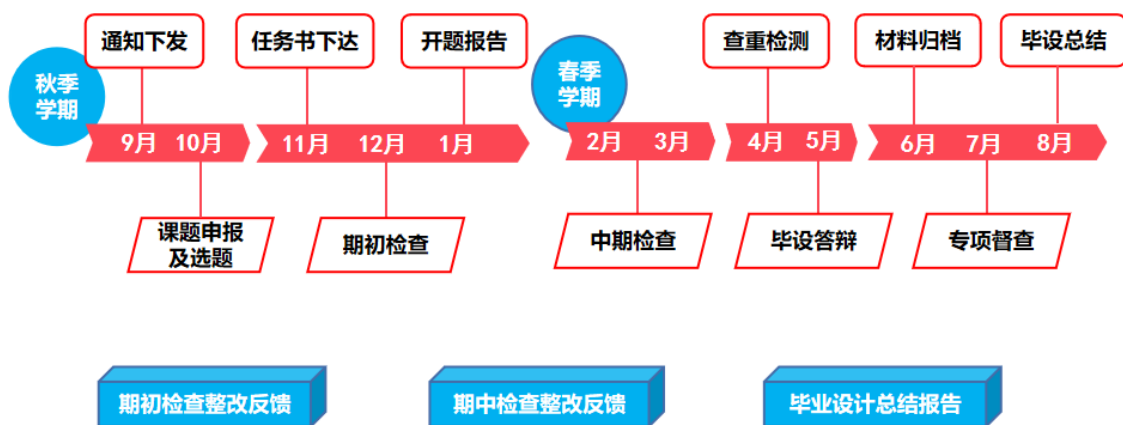 通知下发
任务书下达
开题报告
查重检测
材料归档
毕设总结
秋季
学期
春季
学期
9月 10月 11月 12月 1月 2月 3月 4月 5月 6月 7月 8月
课题申报
及选题
期初检查
中期检查
毕设答辩
专项督查
期初检查整改反馈
期中检查整改反馈
毕业设计总结报告